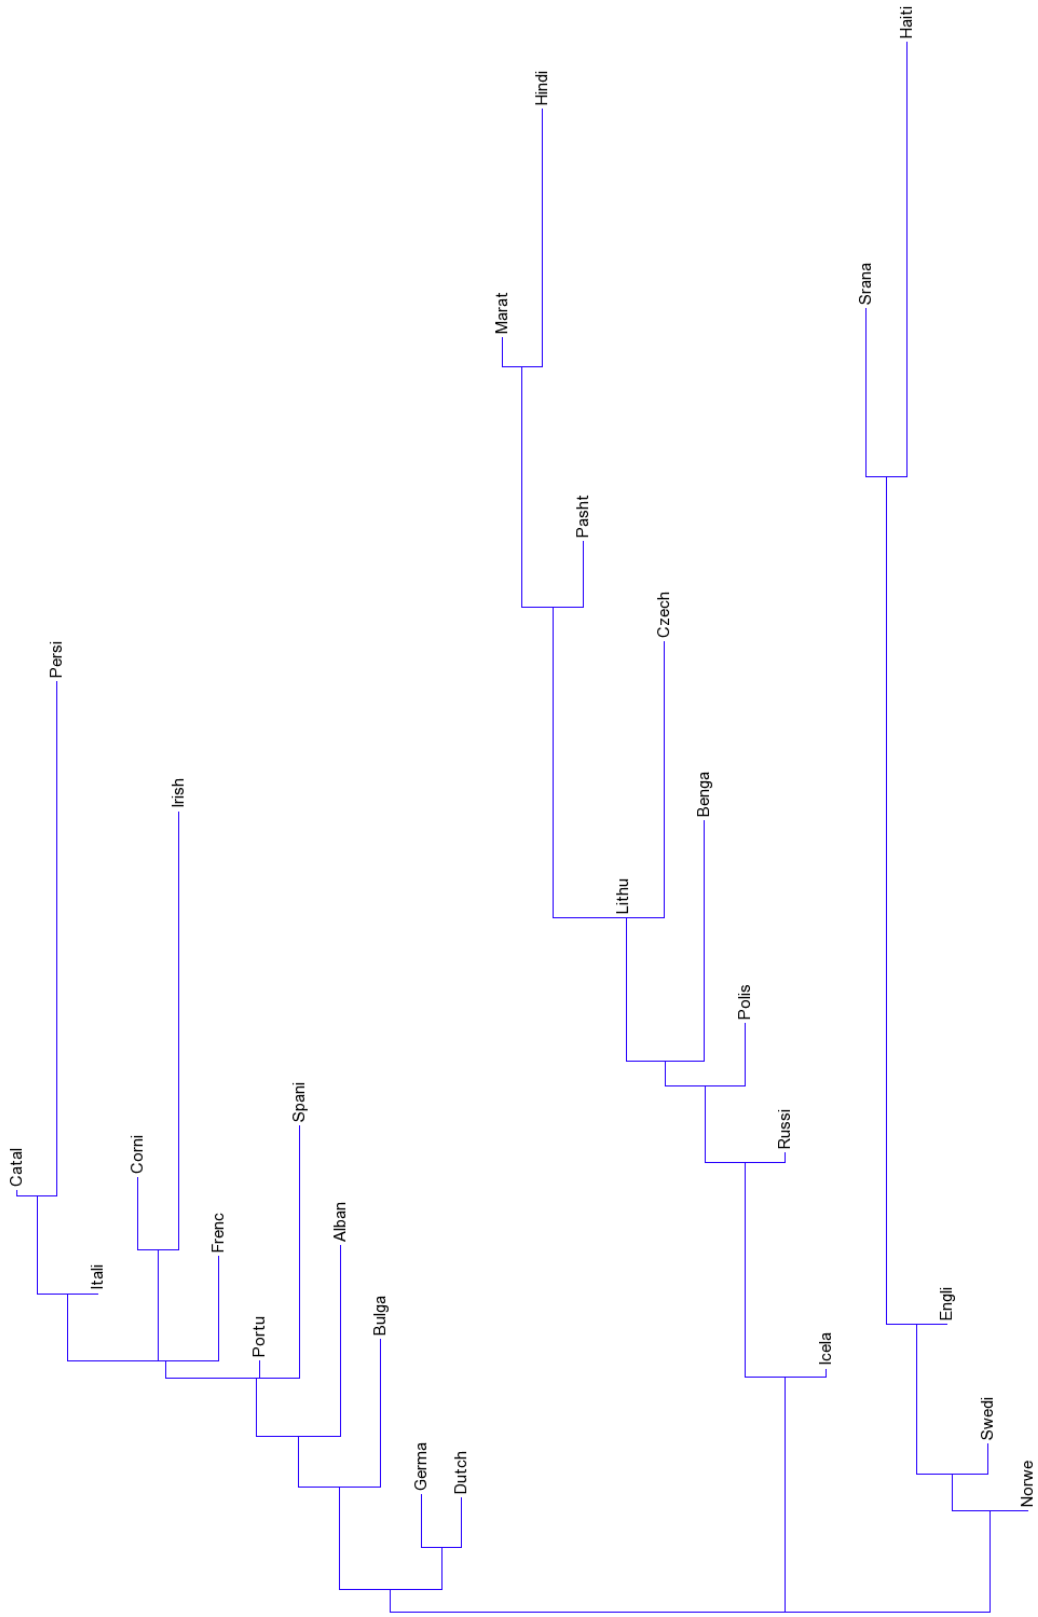 Catal
Persi
Itali
Corni
Irish
Frenc
Portu
Spani
Alban
Bulga
Germa
Dutch
Marat
Hindi
Pasht
Lithu
Czech
Benga
Polis
Russi
Icela
Srana
Haiti
Engli
Swedi
Norwe